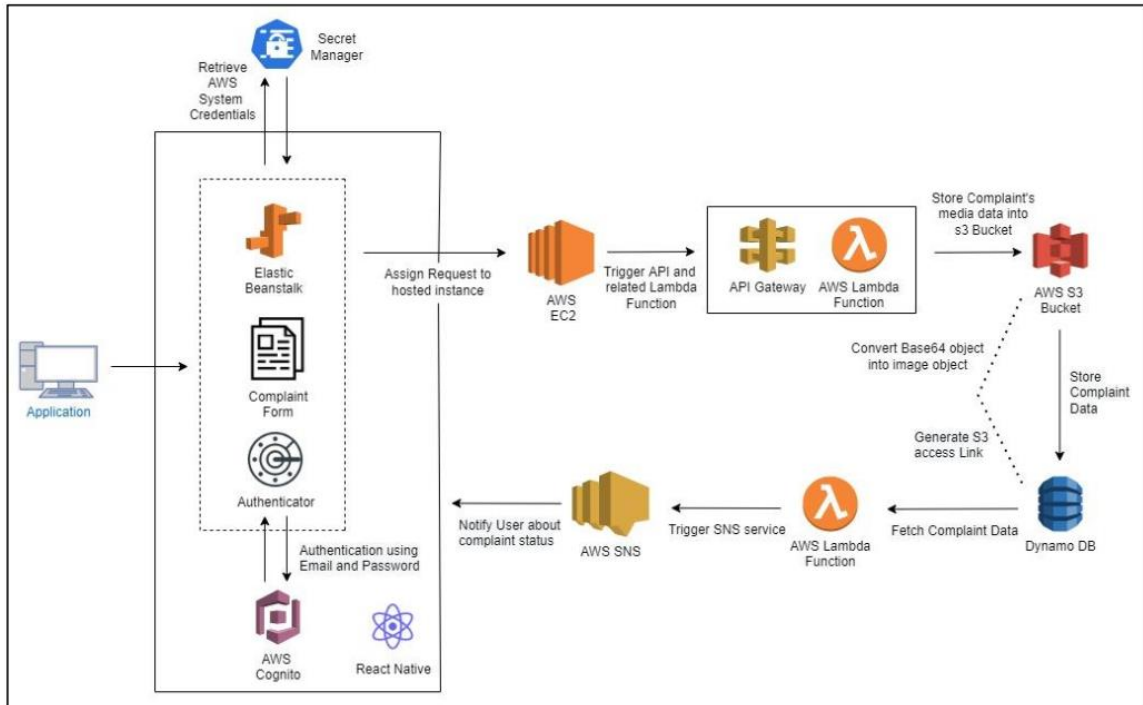 Secret
Manager
Retrieve
AWS
System
Credentials
Elastic
Beanstalk
Complaint
Form
Authenticator
Authentication using
Email and Password
AWS
Cognito
React Native
Application
Assign Request to
hosted instance
AWS
EC2
Trigger API and
related Lambda
Function
API Gateway
AWS Lambda
Function
Store Complaint's
media data into
s3 Bucket
AWS S3
Bucket
Convert Base64 object
into image object
Store
Complaint
Data
Generate S3
access Link
Dynamo DB
Fetch Complaint Data
AWS Lambda
Function
Trigger SNS service
AWS SNS
Notify User about
complaint status